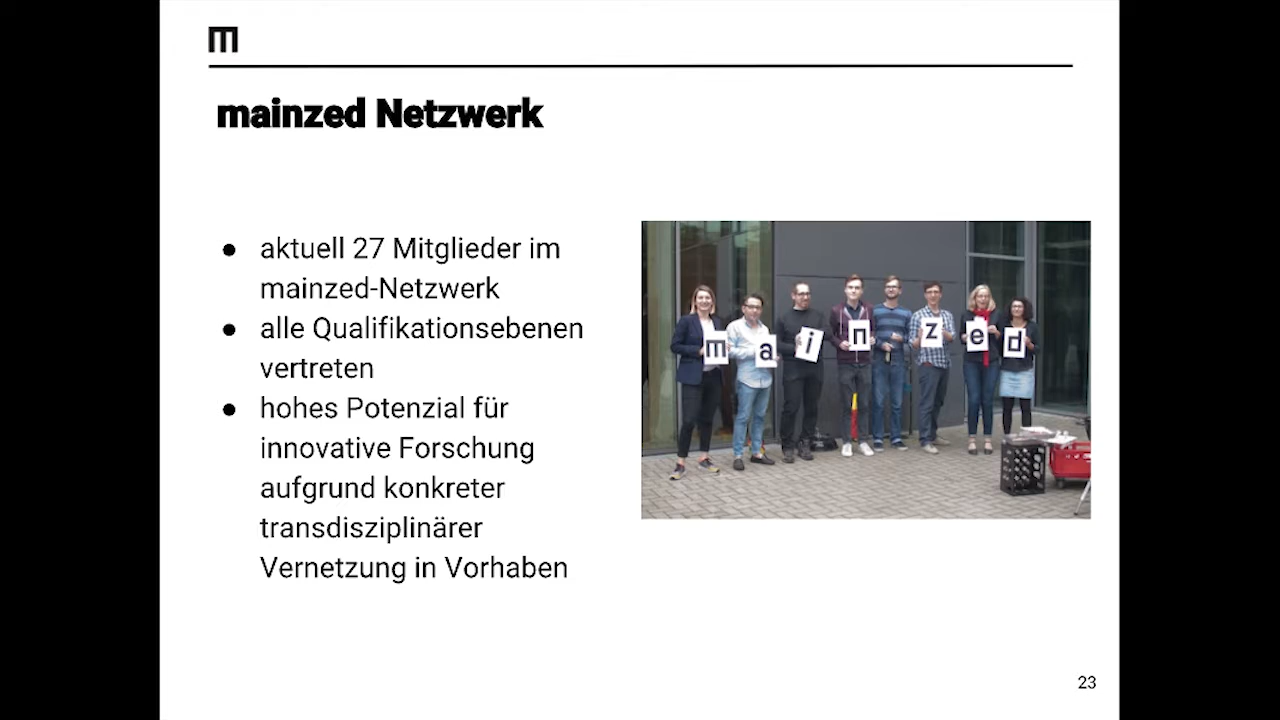 m
mainzed Netzwerk
● aktuell 27 Mitglieder im
mainzed-Netzwerk
● alle Qualifikationsebenen
vertreten
● hohes Potenzial für
innovative Forschung
aufgrund konkreter
transdisziplinärer
Vernetzung in Vorhaben
m a i n z e d
23